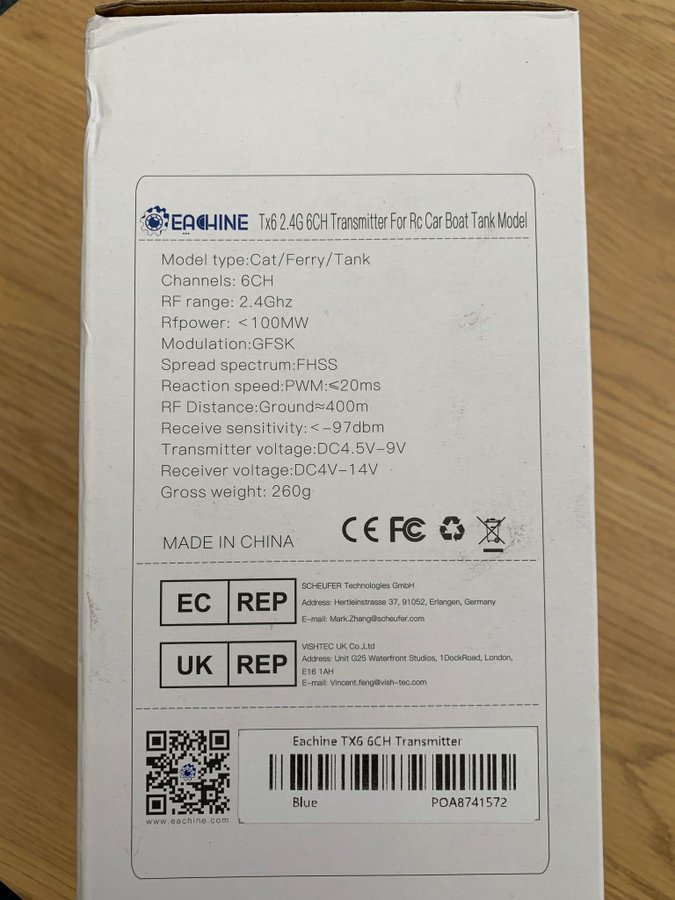 EACHINE Tx6 2.4G 6CH Transmitter For Rc Car Boat Tank Model
Model type:Cat/Ferry/Tank
Channels: 6CH
RF range: 2.4Ghz
Rfpower: <100MW
Modulation:GFSK
Spread spectrum:FHSS
Reaction speed:PWM:≤20ms
RF Distance:Ground≈400m
Receive sensitivity:<-97dbm
Transmitter voltage:DC4.5V-9V
Receiver voltage:DC4V-14V
Gross weight: 260g
MADE IN CHINA CE FC
EC REP
SCHEUFER Technologies GmbH
Address: Hertleinstrasse 37, 91052, Erlangen, Germany
E-mail: Mark.Zhang@scheufer.com
UK REP
VISHTEC UK Co.,Ltd
Address: Unit G25 Waterfront Studios, 1DockRoad, London,
E16 1AH
E-mail: Vincent.feng@vish-tec.com
www.eachine.com
Eachine TX6 6CH Transmitter
Blue POA8741572